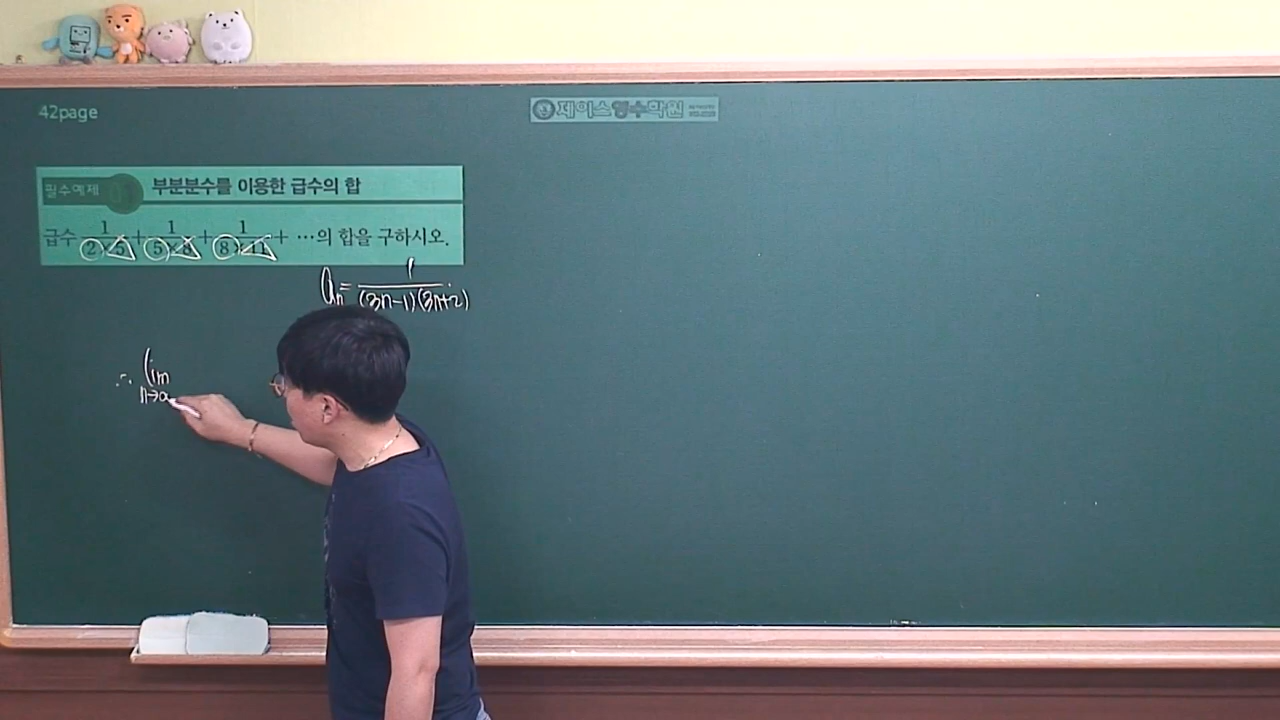 42page
제이스영수학원
필수예제 01 부분분수를 이용한 급수의 합
급수 1/(2×5) + 1/(5×8) + 1/(8×11) + ⋯의 합을 구하시오.
aₙ = 1/((3n-1)(3n+2))
∴ lim
n→